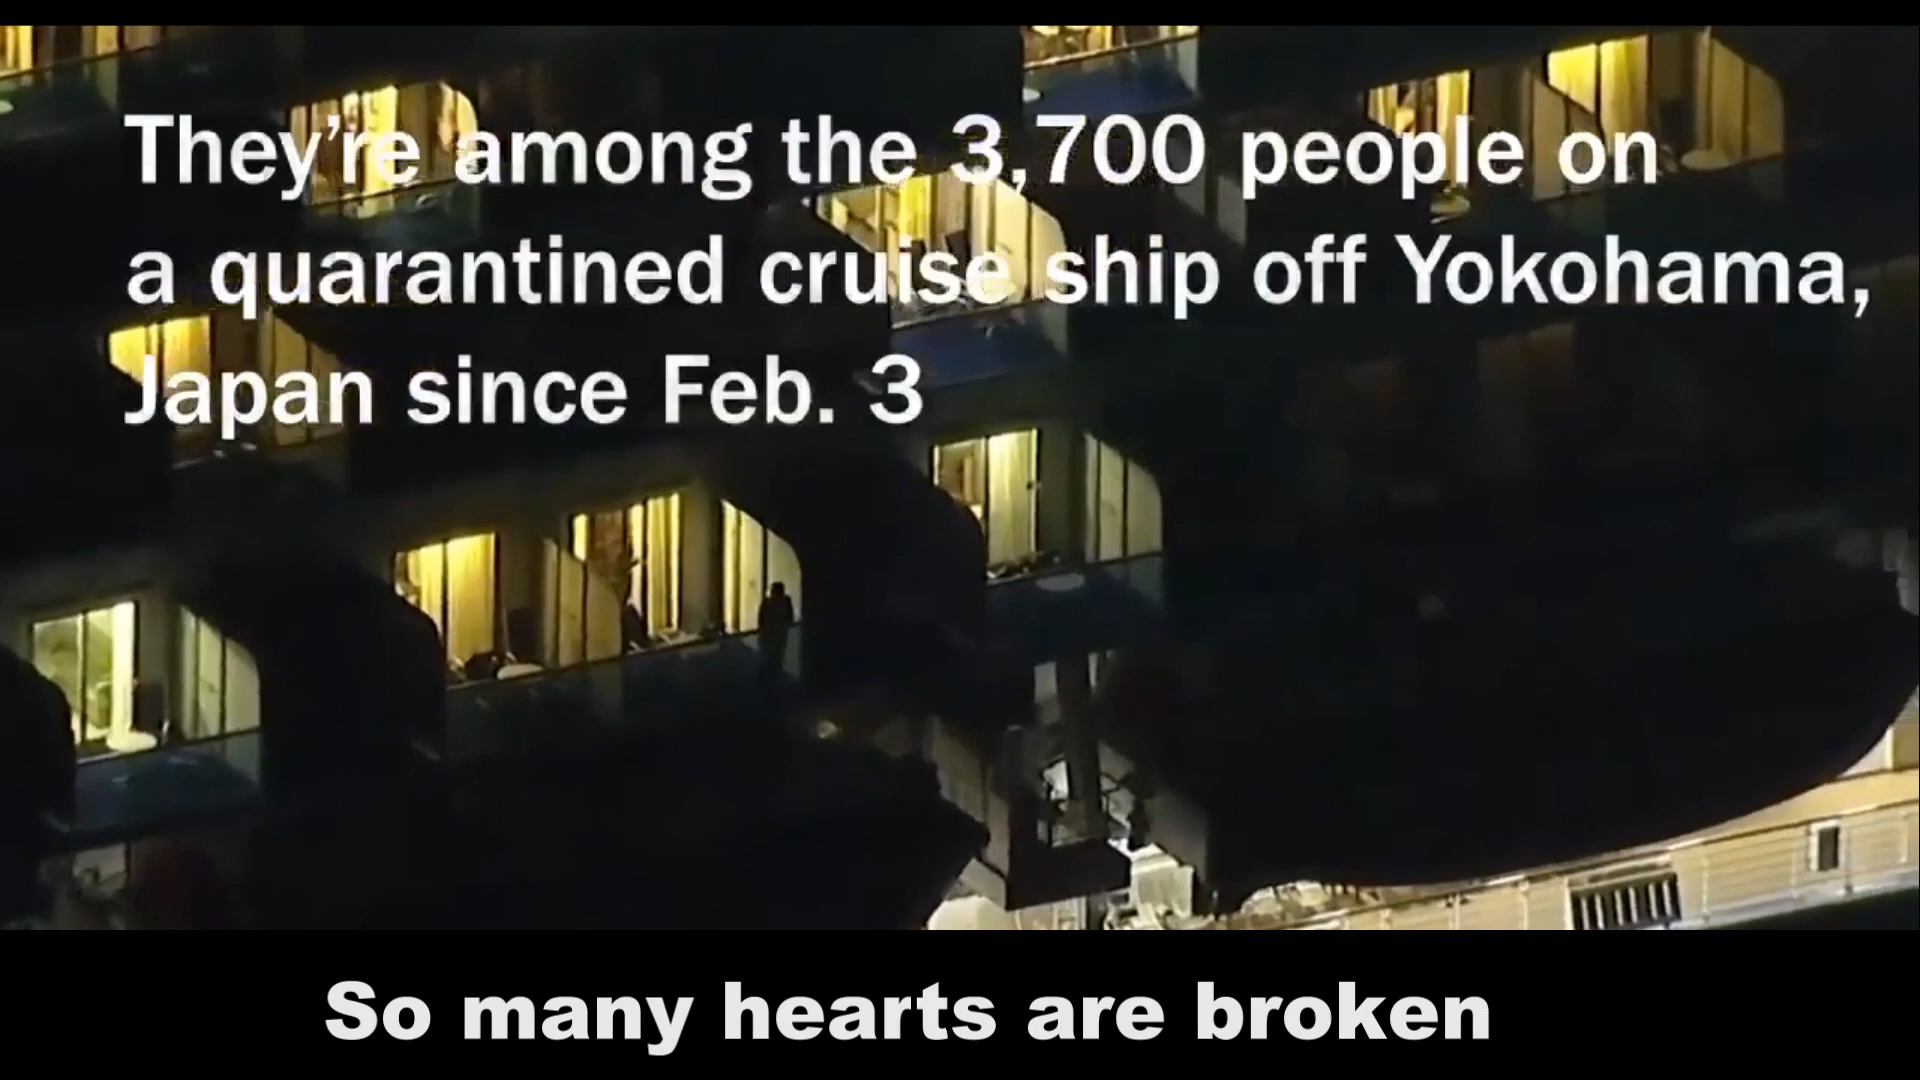 They’re among the 3,700 people on
a quarantined cruise ship off Yokohama,
Japan since Feb. 3
So many hearts are broken